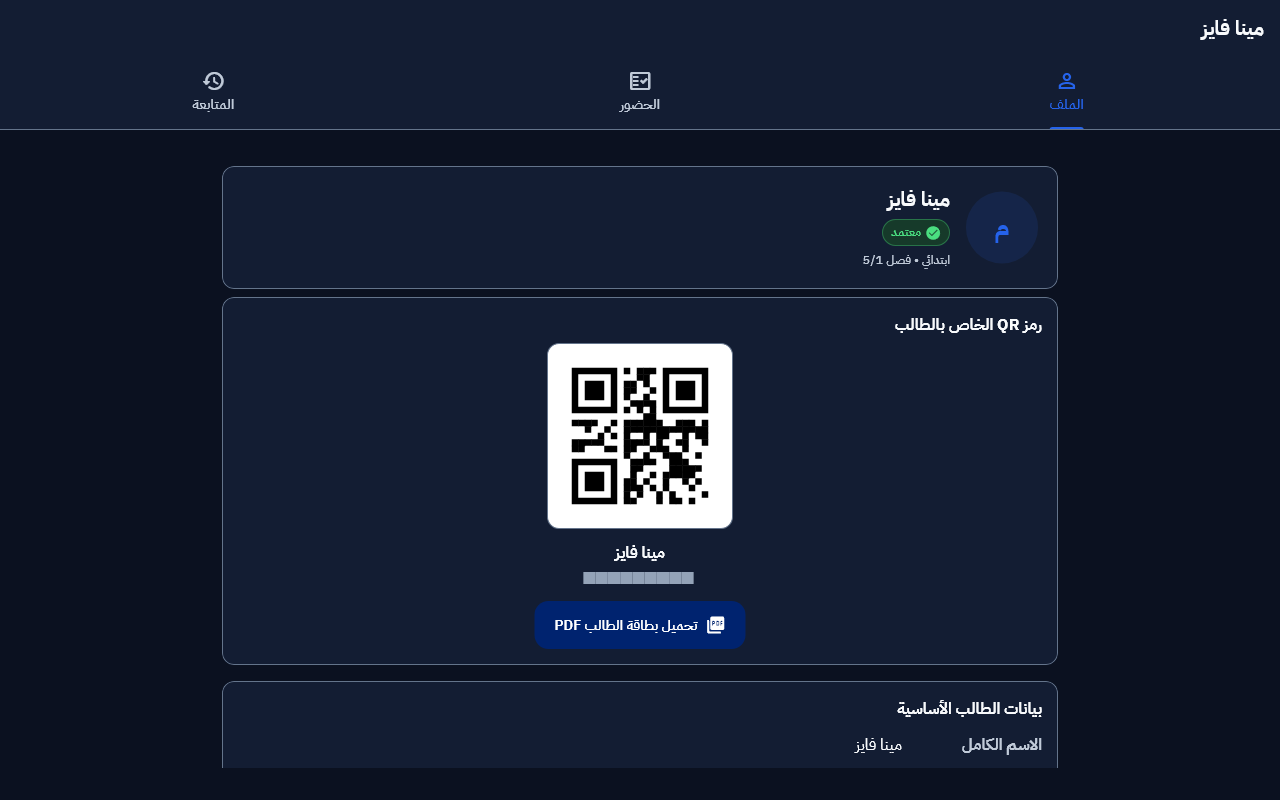 مينا فايز
الملف
الحضور
المتابعة
م
مينا فايز
معتمد
ابتدائي • فصل 5/1
رمز QR الخاص بالطالب
مينا فايز
تحميل بطاقة الطالب PDF
بيانات الطالب الأساسية
الاسم الكامل مينا فايز